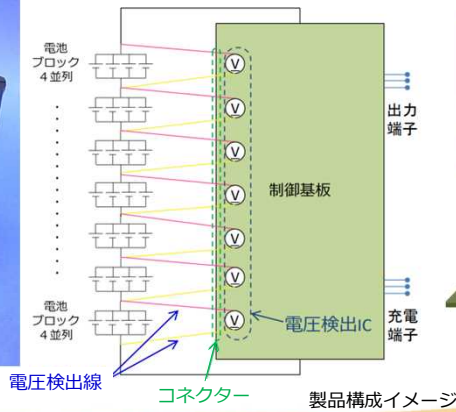 電池
ブロック
４並列
V
V
V
V
V
V
V
制御基板
出力
端子
電池
ブロック
４並列
電圧検出IC
充電
端子
電圧検出線
コネクター
製品構成イメージ